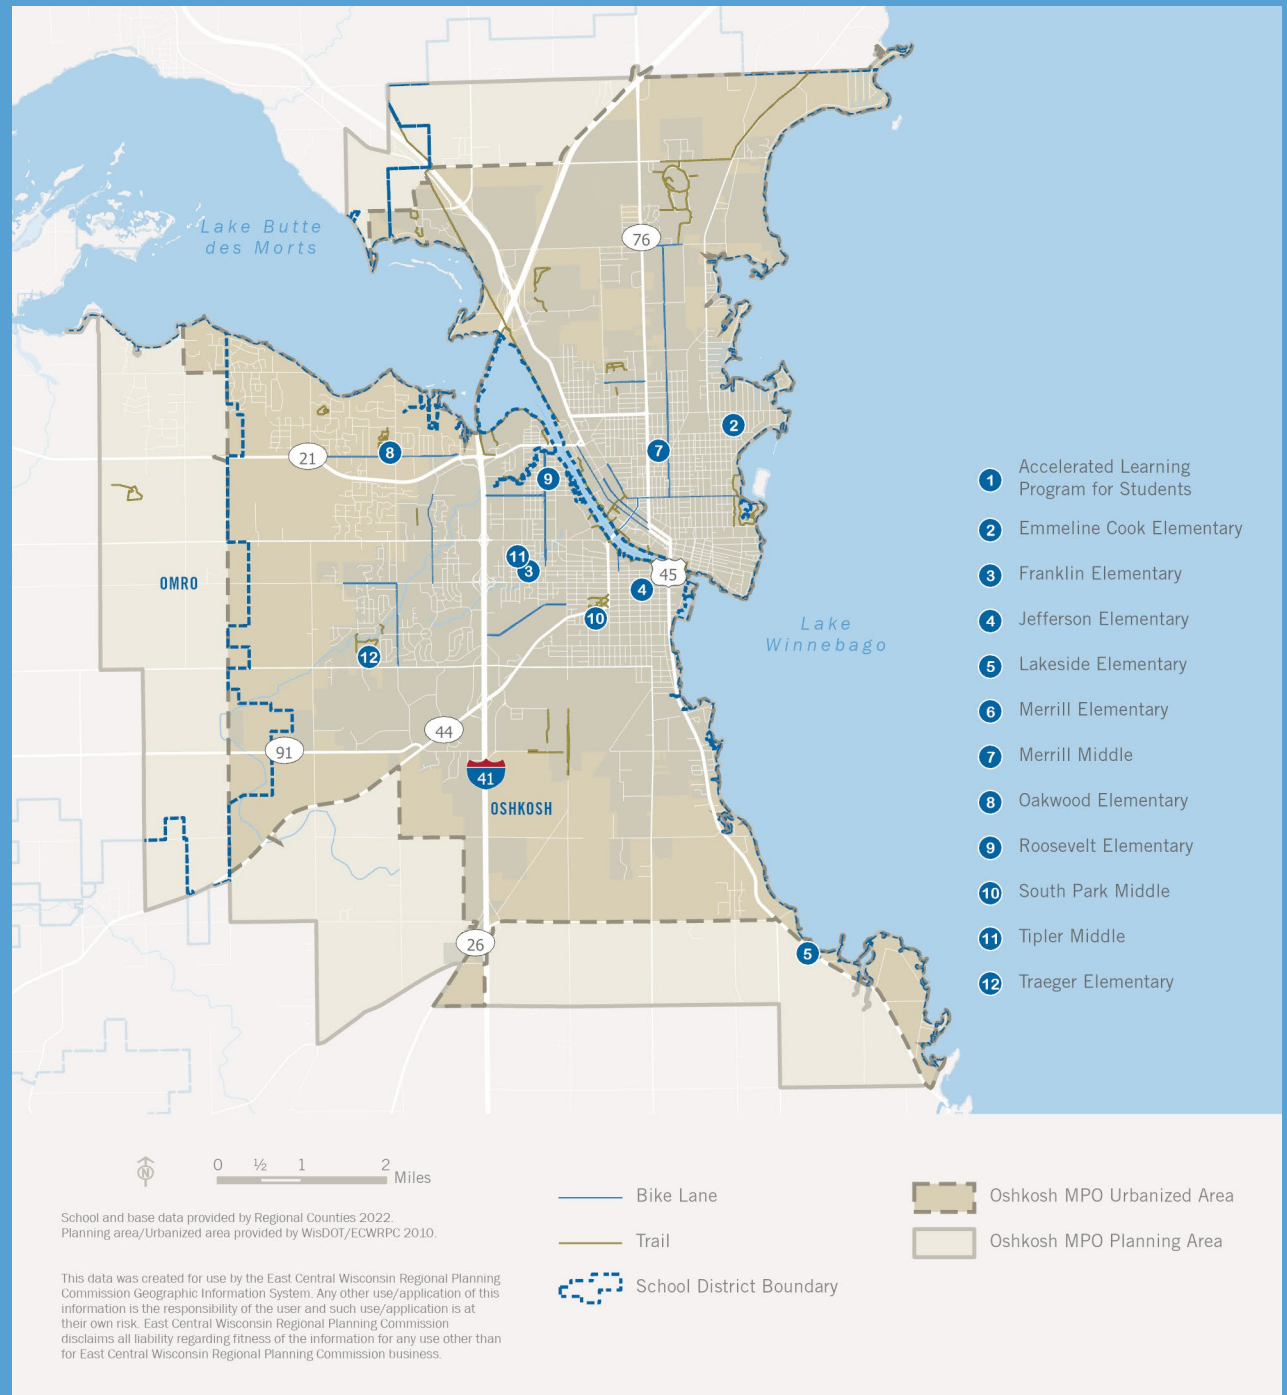 Lake Butte
des Morts
76
2
7
21
8
9
11
3
45
4
OMRO
10
Lake
Winnebago
12
44
91
41
OSHKOSH
26
5
1 Accelerated Learning
Program for Students
2 Emmeline Cook Elementary
3 Franklin Elementary
4 Jefferson Elementary
5 Lakeside Elementary
6 Merrill Elementary
7 Merrill Middle
8 Oakwood Elementary
9 Roosevelt Elementary
10 South Park Middle
11 Tipler Middle
12 Traeger Elementary
N
0 ½ 1 2
Miles
School and base data provided by Regional Counties 2022.
Planning area/Urbanized area provided by WisDOT/ECWRPC 2010.
This data was created for use by the East Central Wisconsin Regional Planning
Commission Geographic Information System. Any other use/application of this
information is the responsibility of the user and such use/application is at
their own risk. East Central Wisconsin Regional Planning Commission
disclaims all liability regarding fitness of the information for any use other than
for East Central Wisconsin Regional Planning Commission business.
Bike Lane
Trail
School District Boundary
Oshkosh MPO Urbanized Area
Oshkosh MPO Planning Area